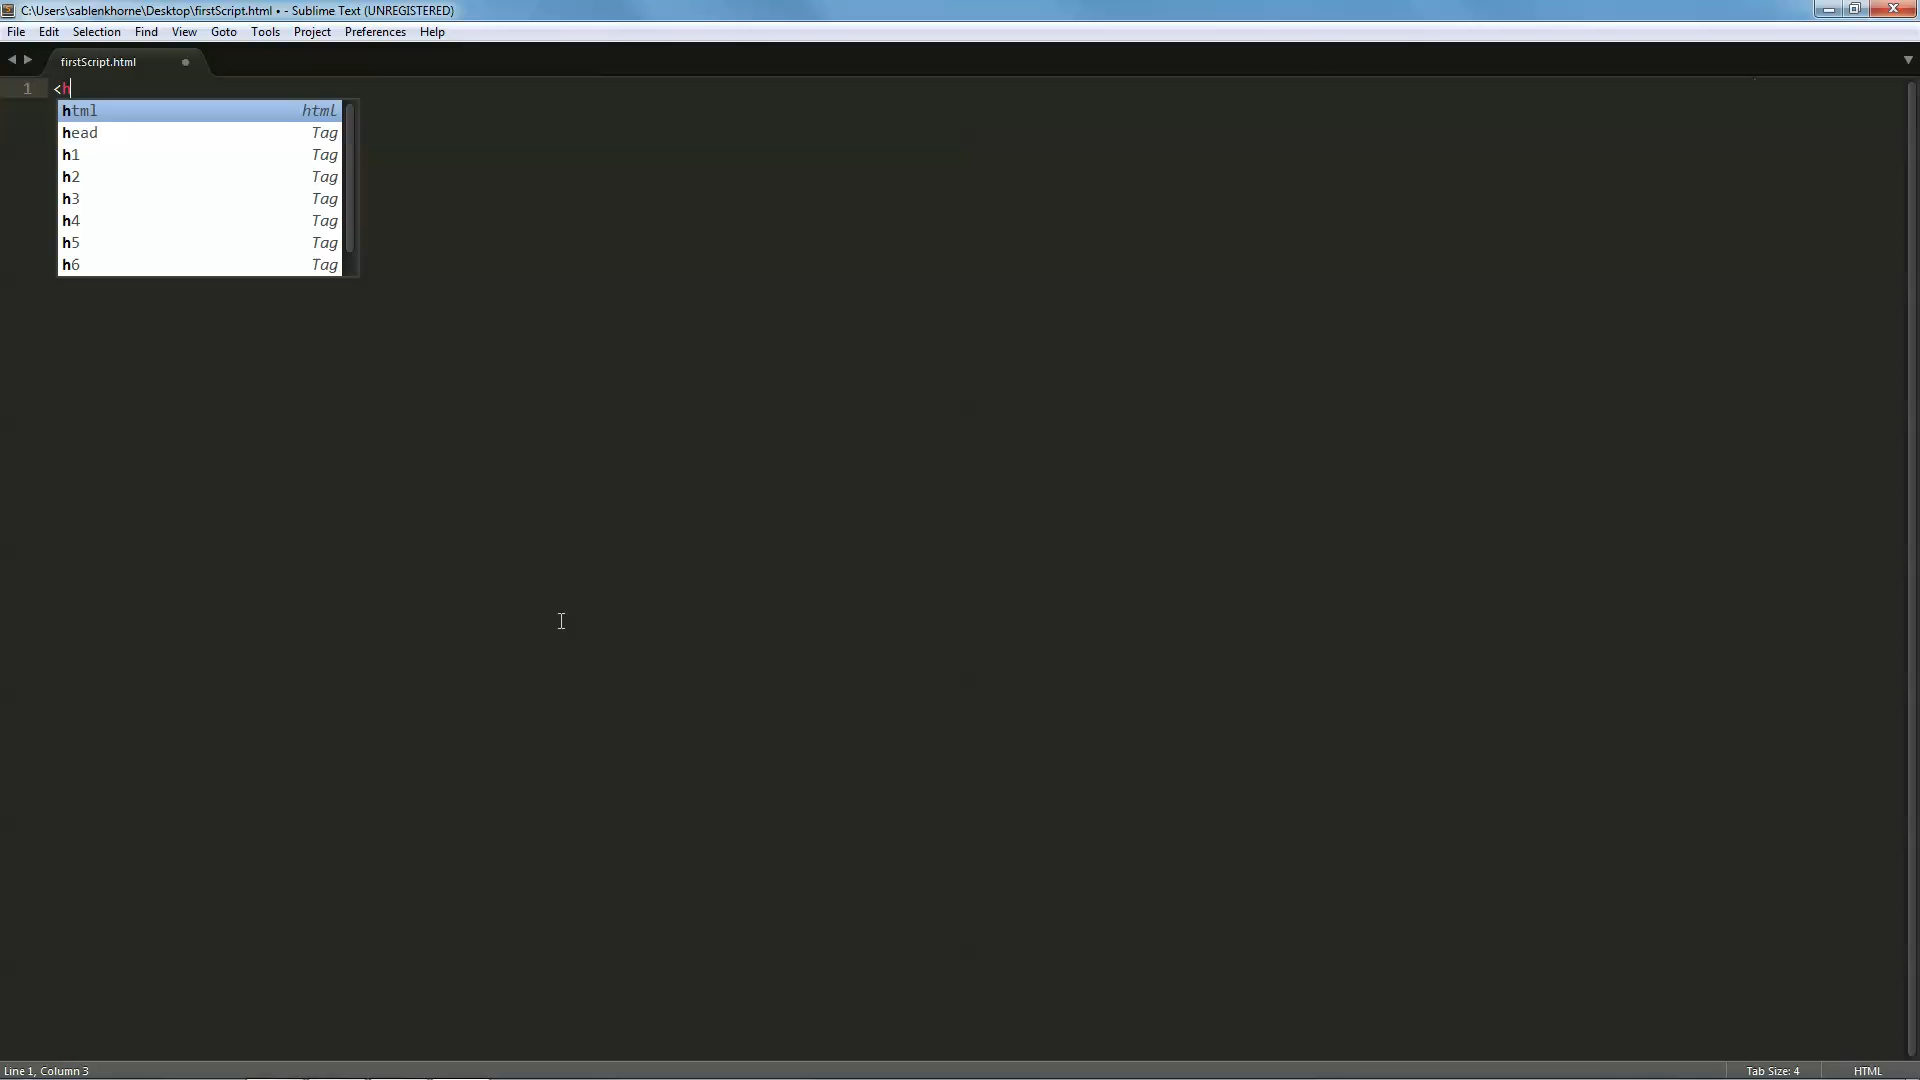 C:\Users\sablenkhorne\Desktop\firstScript.html • - Sublime Text (UNREGISTERED)
File Edit Selection Find View Goto Tools Project Preferences Help
firstScript.html
1 <h
html html
head Tag
h1 Tag
h2 Tag
h3 Tag
h4 Tag
h5 Tag
h6 Tag
Line 1, Column 3 Tab Size: 4 HTML